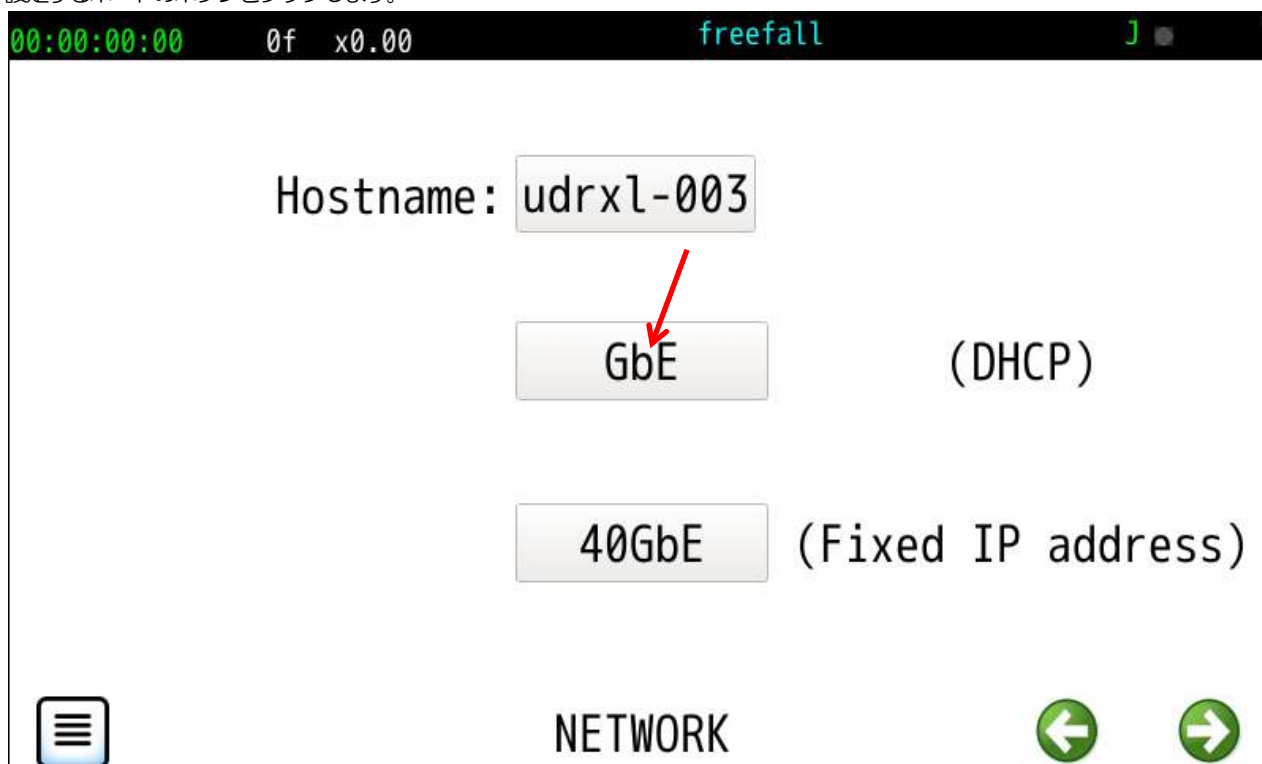 00:00:00:00 0f x0.00 freefall J
Hostname: udrxl-003
GbE (DHCP)
40GbE (Fixed IP address)
NETWORK